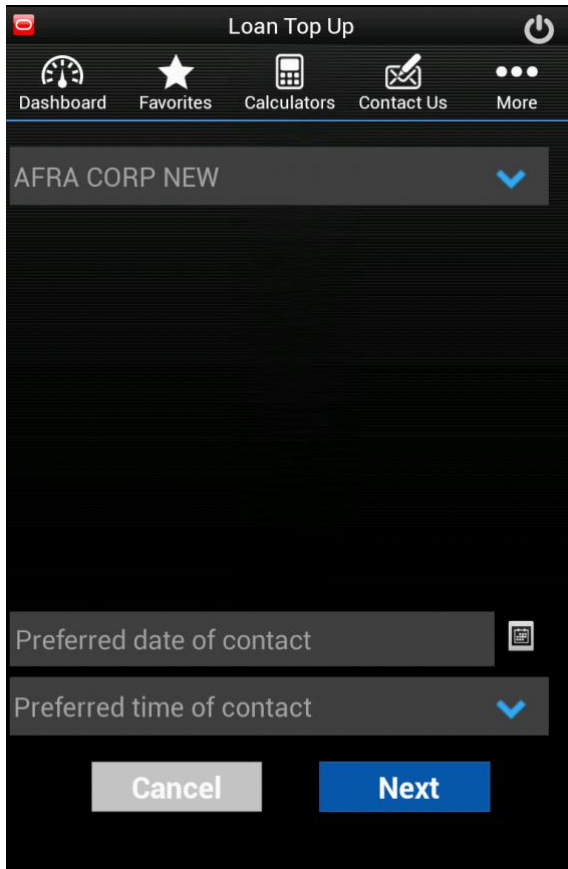 Loan Top Up
Dashboard Favorites Calculators Contact Us More
AFRA CORP NEW
Preferred date of contact
Preferred time of contact
Cancel Next